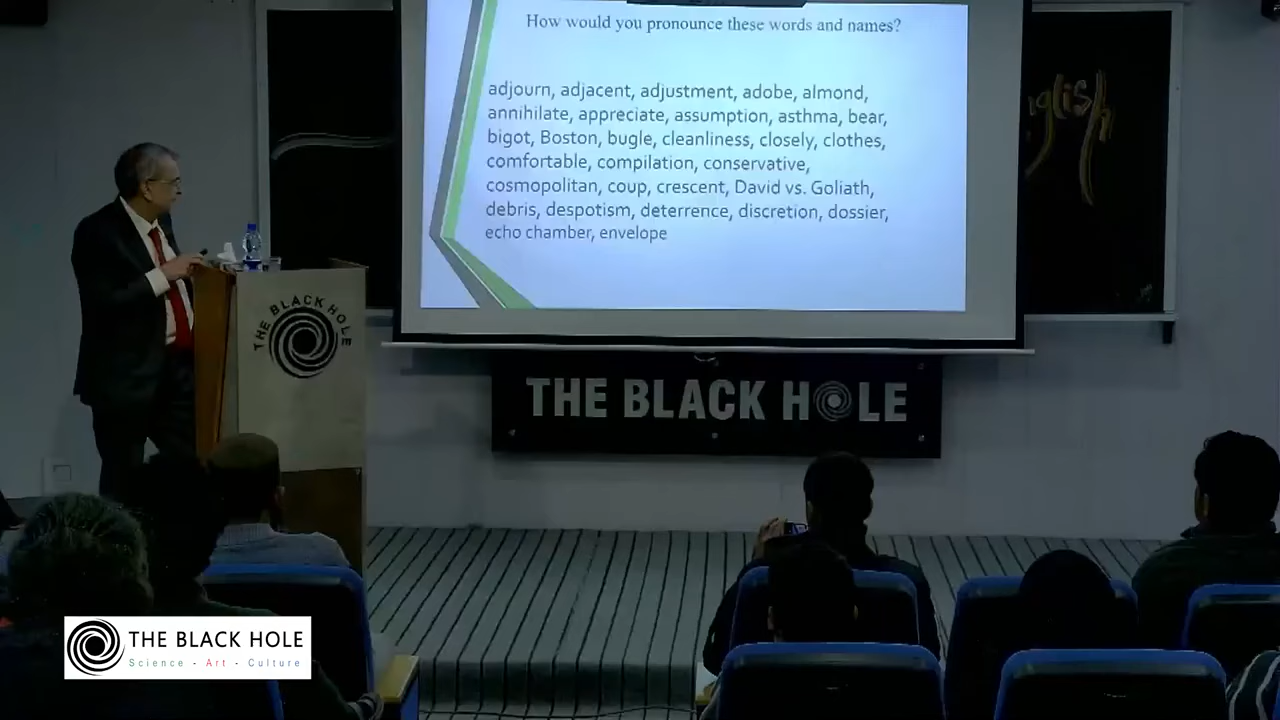 How would you pronounce these words and names?
adjourn, adjacent, adjustment, adobe, almond,
annihilate, appreciate, assumption, asthma, bear,
bigot, Boston, bugle, cleanliness, closely, clothes,
comfortable, compilation, conservative,
cosmopolitan, coup, crescent, David vs. Goliath,
debris, despotism, deterrence, discretion, dossier,
echo chamber, envelope
THE BLACK HOLE
THE BLACK HOLE
THE BLACK HOLE
Science - Art - Culture